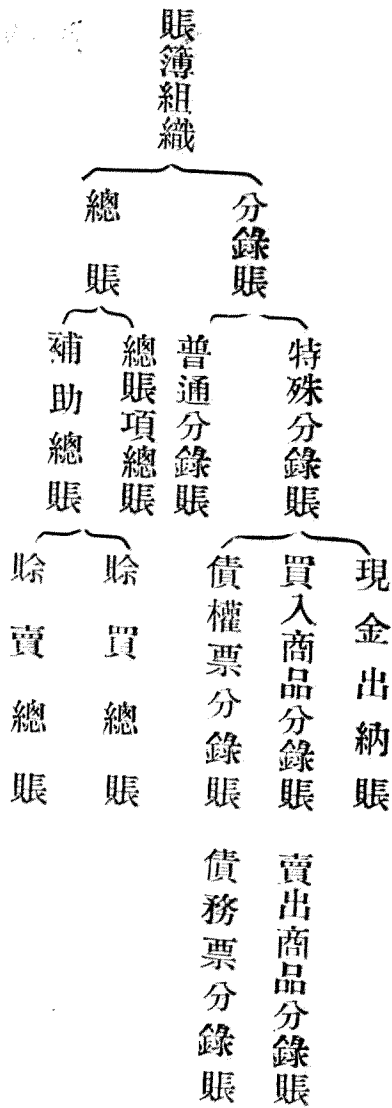 賬簿組織
分錄賬
特殊分錄賬
現金出納賬
買入商品分錄賬
賣出商品分錄賬
債權票分錄賬
債務票分錄賬
普通分錄賬
總賬
總賬項總賬
補助總賬
賒買總賬
賒賣總賬